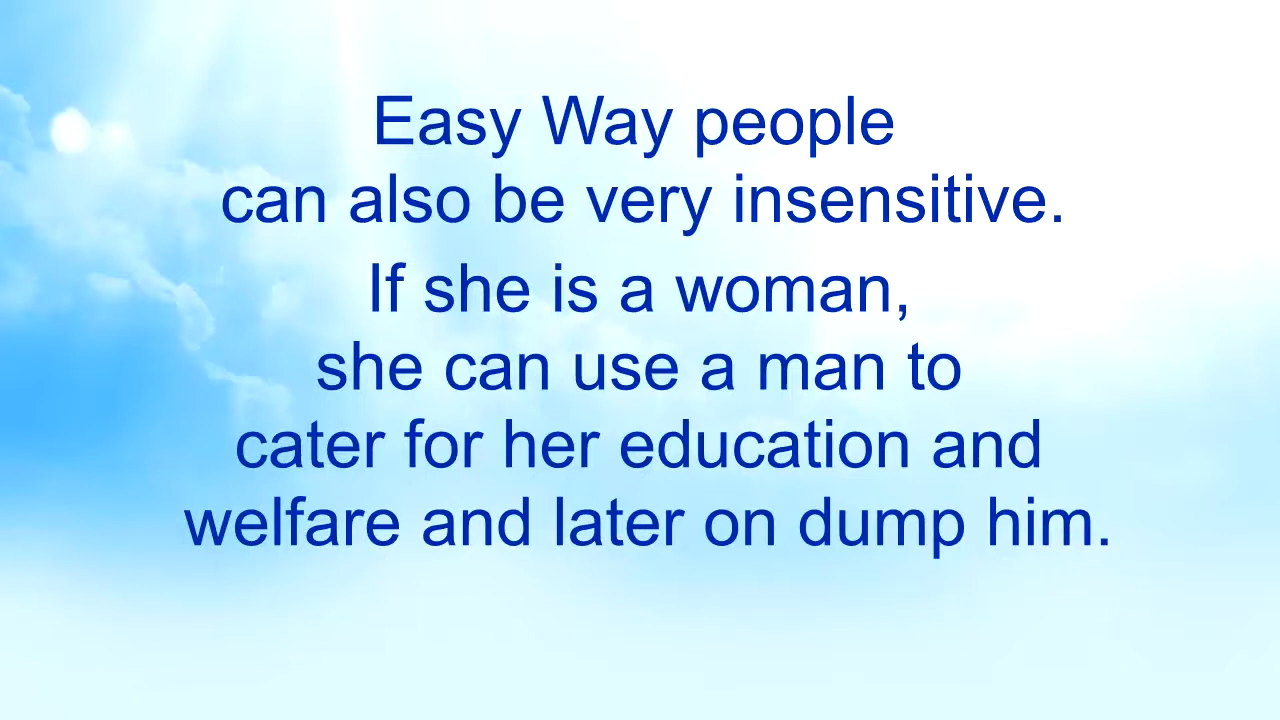 Easy Way people
can also be very insensitive.
If she is a woman,
she can use a man to
cater for her education and
welfare and later on dump him.